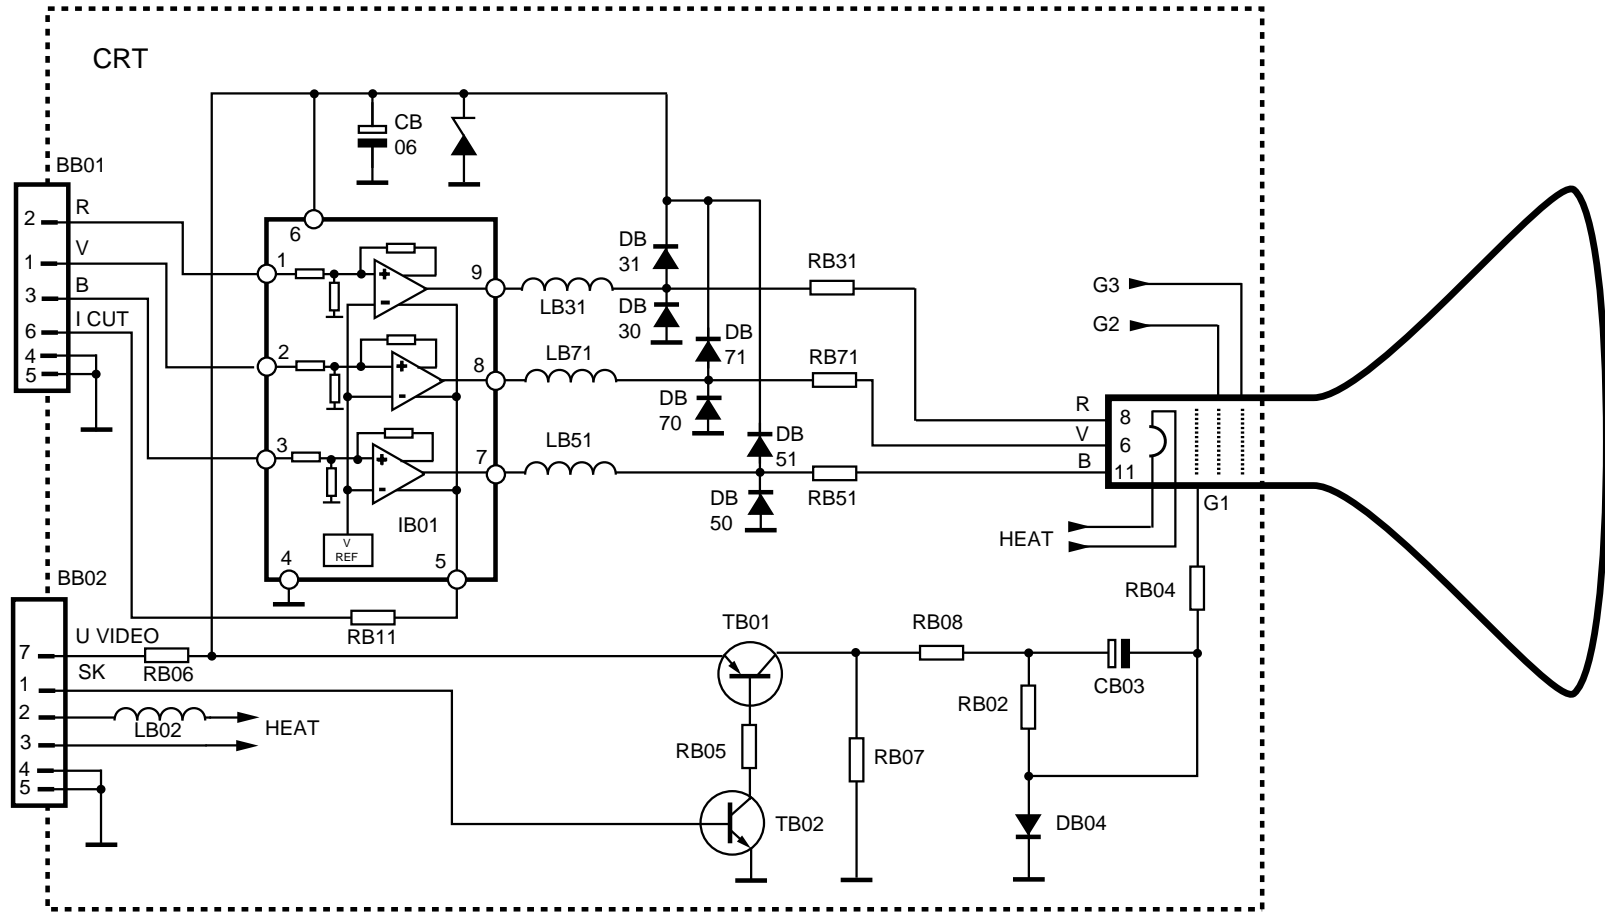 CRT
CB
06
BB01
2 R
1 V
3 B
6 I CUT
4
5
6
1
2
3
+
-
+
-
+
-
9
8
7
IB01
V
REF
4
5
LB31
LB71
LB51
DB
31
DB
30
DB
71
DB
70
DB
51
DB
50
RB31
RB71
RB51
G3
G2
R 8
V 6
B 11
G1
HEAT
RB04
BB02
RB11
7 U VIDEO
RB06
1 SK
2
LB02
HEAT
3
4
5
TB01
RB08
CB03
RB02
RB05
RB07
TB02
DB04